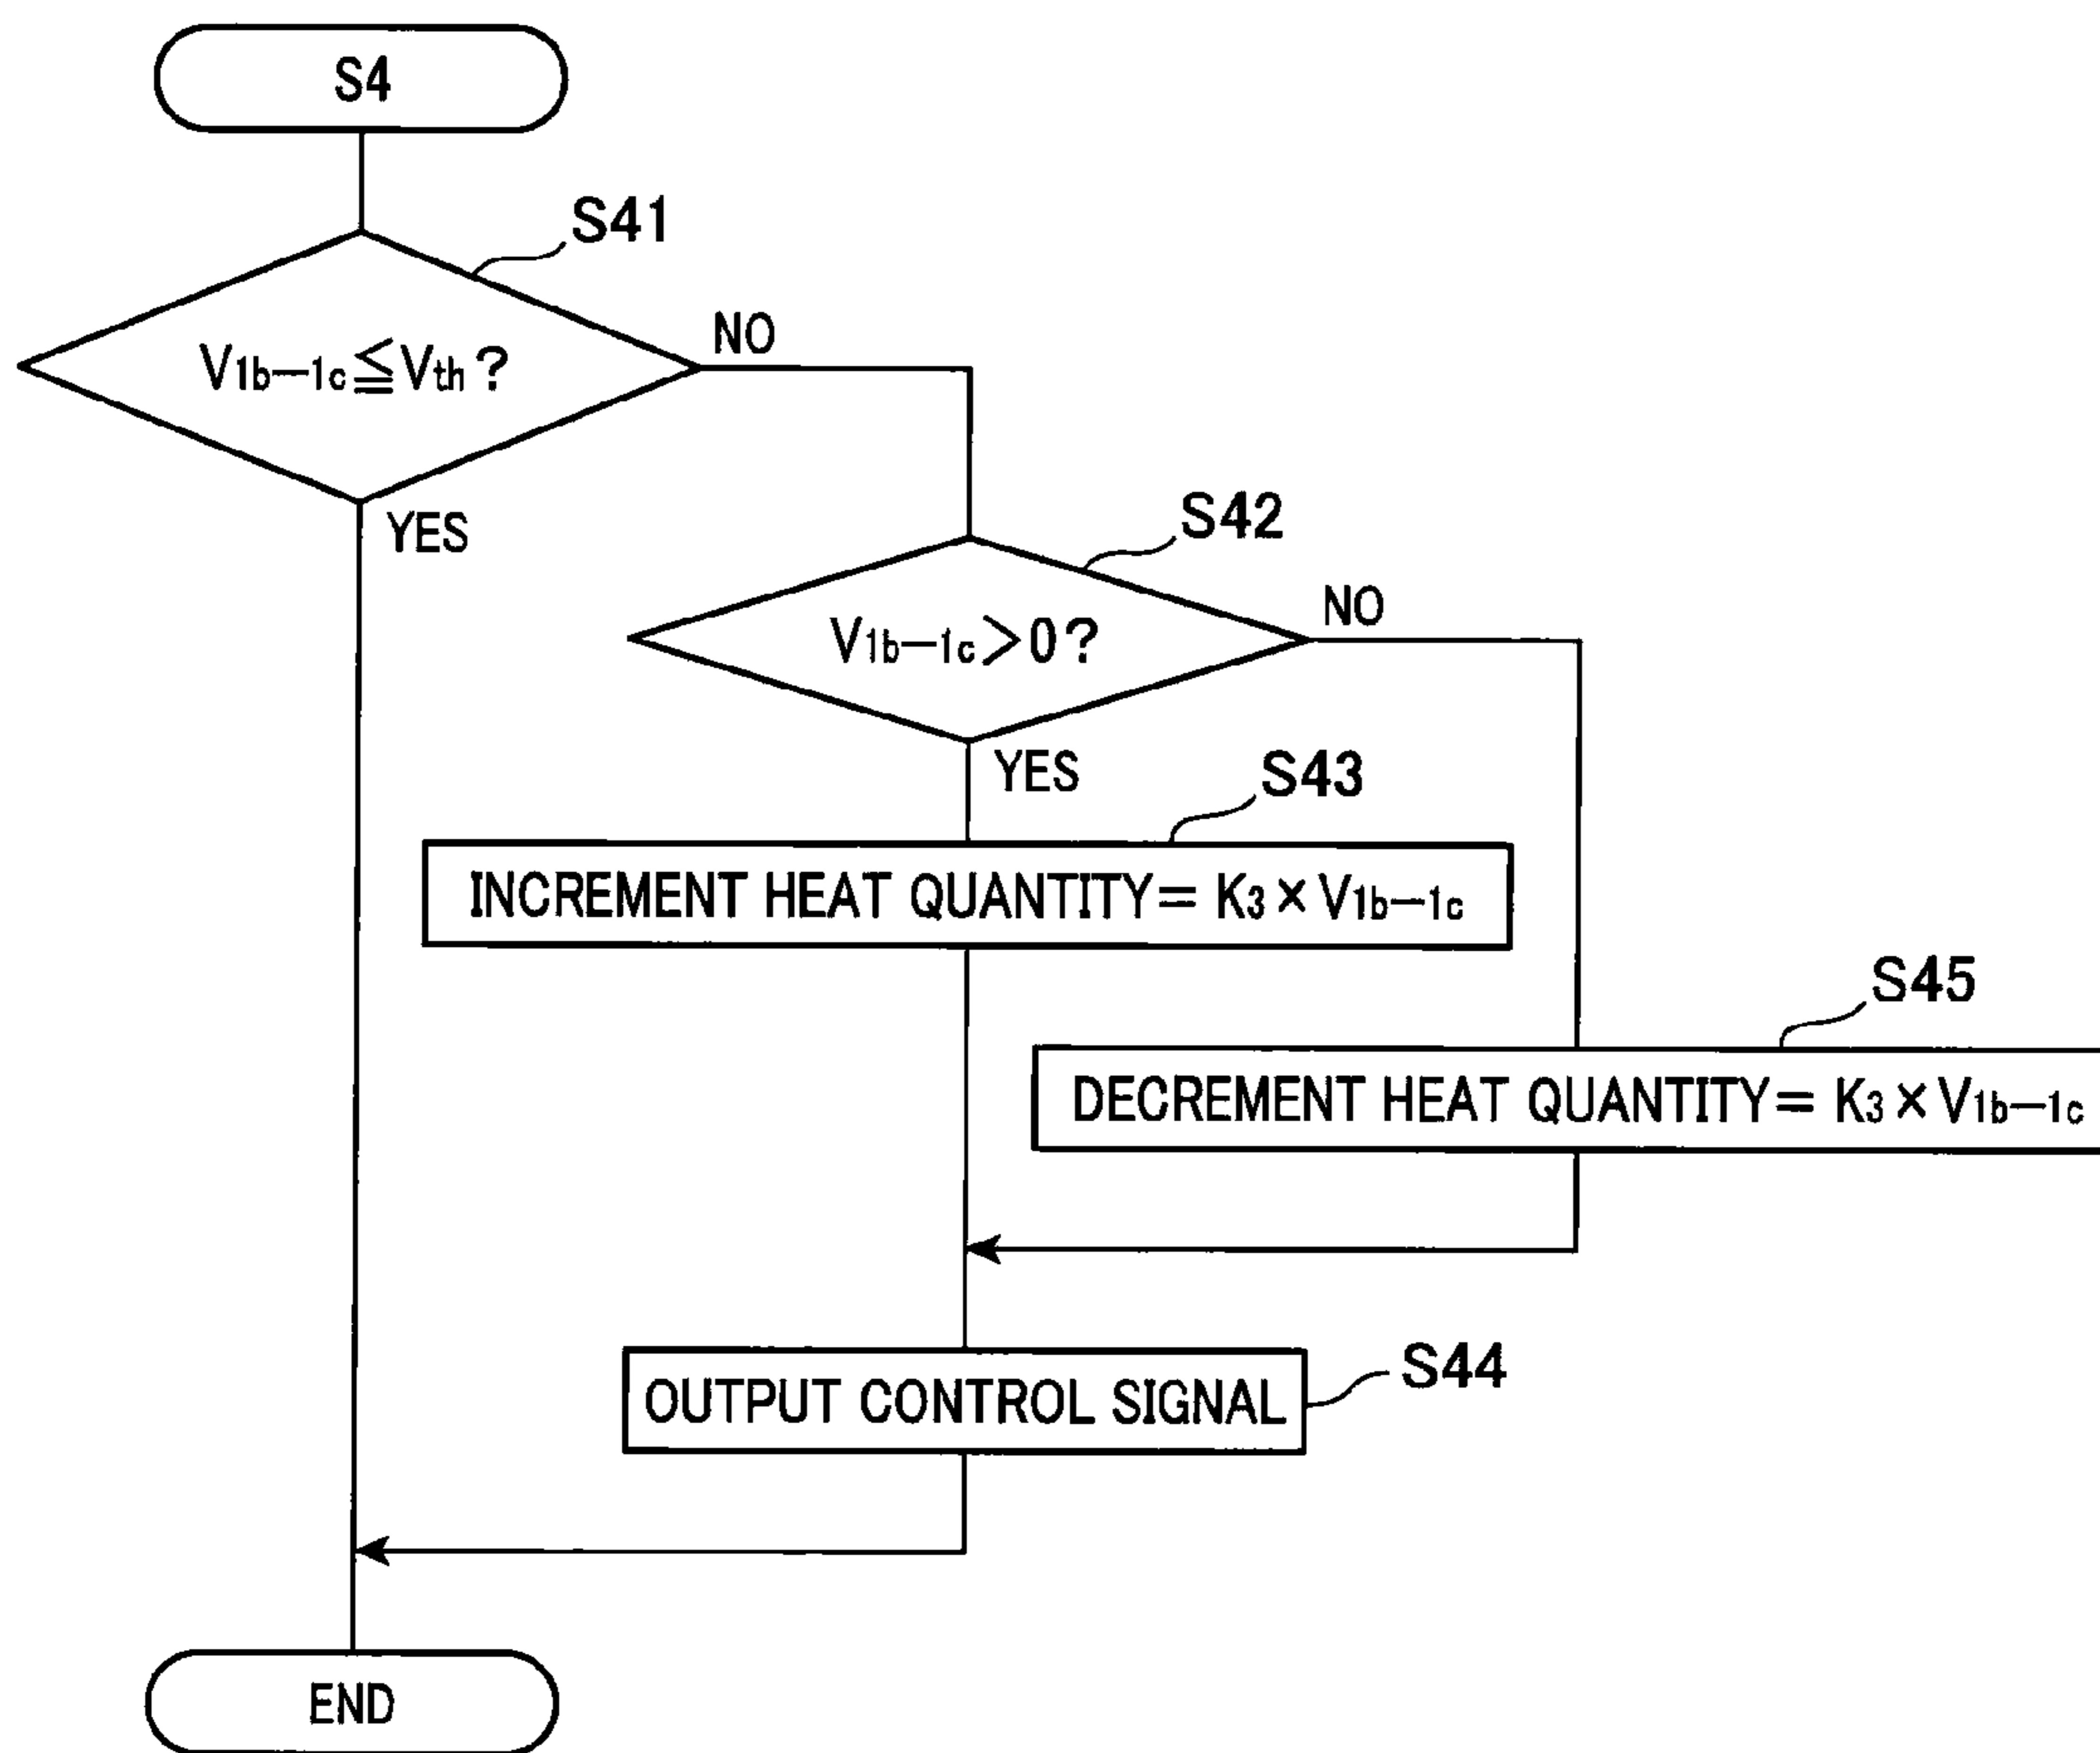 S4
S41
V1b−1c≦Vth?
NO
YES
S42
V1b−1c>0?
NO
YES
S43
INCREMENT HEAT QUANTITY= K3×V1b−1c
S45
DECREMENT HEAT QUANTITY= K3×V1b−1c
S44
OUTPUT CONTROL SIGNAL
END